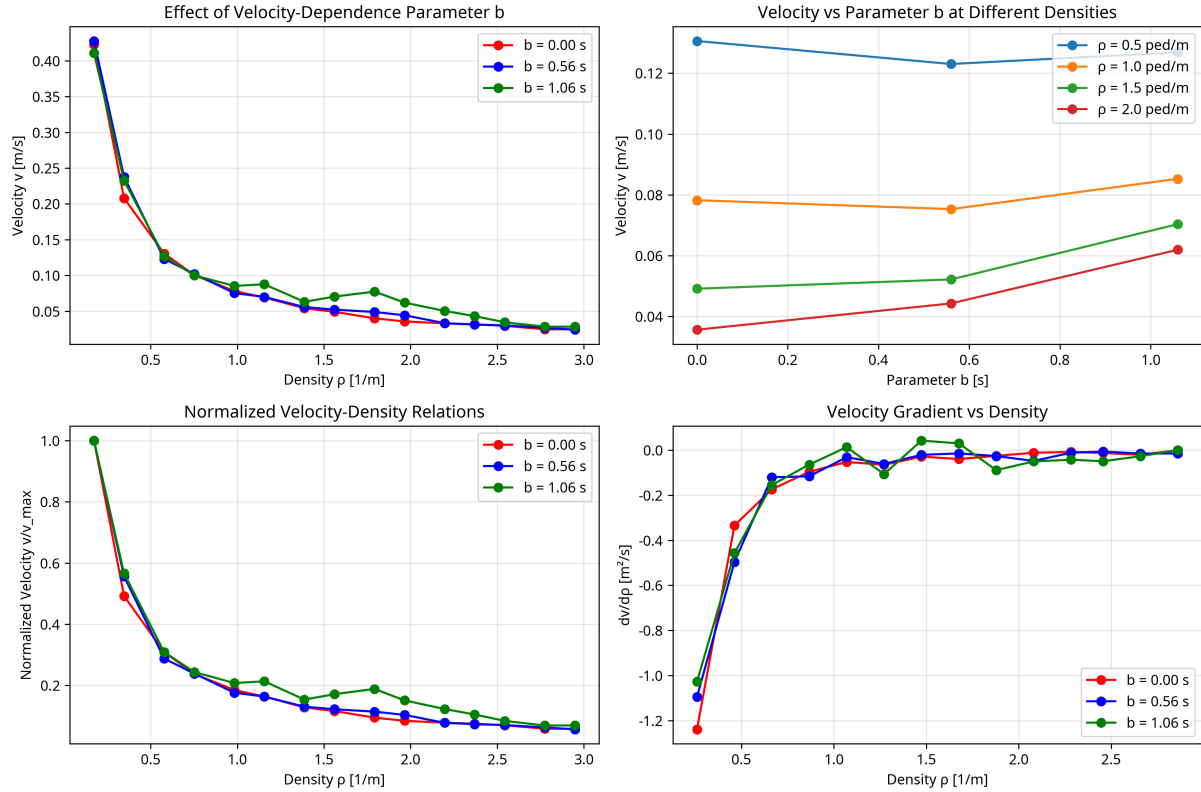 Effect of Velocity-Dependence Parameter b
Velocity v [m/s]
0.40
0.35
0.30
0.25
0.20
0.15
0.10
0.05
b = 0.00 s
b = 0.56 s
b = 1.06 s
0.5
1.0
1.5
2.0
2.5
3.0
Density ρ [1/m]
Velocity vs Parameter b at Different Densities
Velocity v [m/s]
0.12
0.10
0.08
0.06
0.04
ρ = 0.5 ped/m
ρ = 1.0 ped/m
ρ = 1.5 ped/m
ρ = 2.0 ped/m
0.0
0.2
0.4
0.6
0.8
1.0
Parameter b [s]
Normalized Velocity-Density Relations
Normalized Velocity v/v_max
1.0
0.8
0.6
0.4
0.2
b = 0.00 s
b = 0.56 s
b = 1.06 s
0.5
1.0
1.5
2.0
2.5
3.0
Density ρ [1/m]
Velocity Gradient vs Density
dv/dρ [m²/s]
0.0
-0.2
-0.4
-0.6
-0.8
-1.0
-1.2
b = 0.00 s
b = 0.56 s
b = 1.06 s
0.5
1.0
1.5
2.0
2.5
Density ρ [1/m]